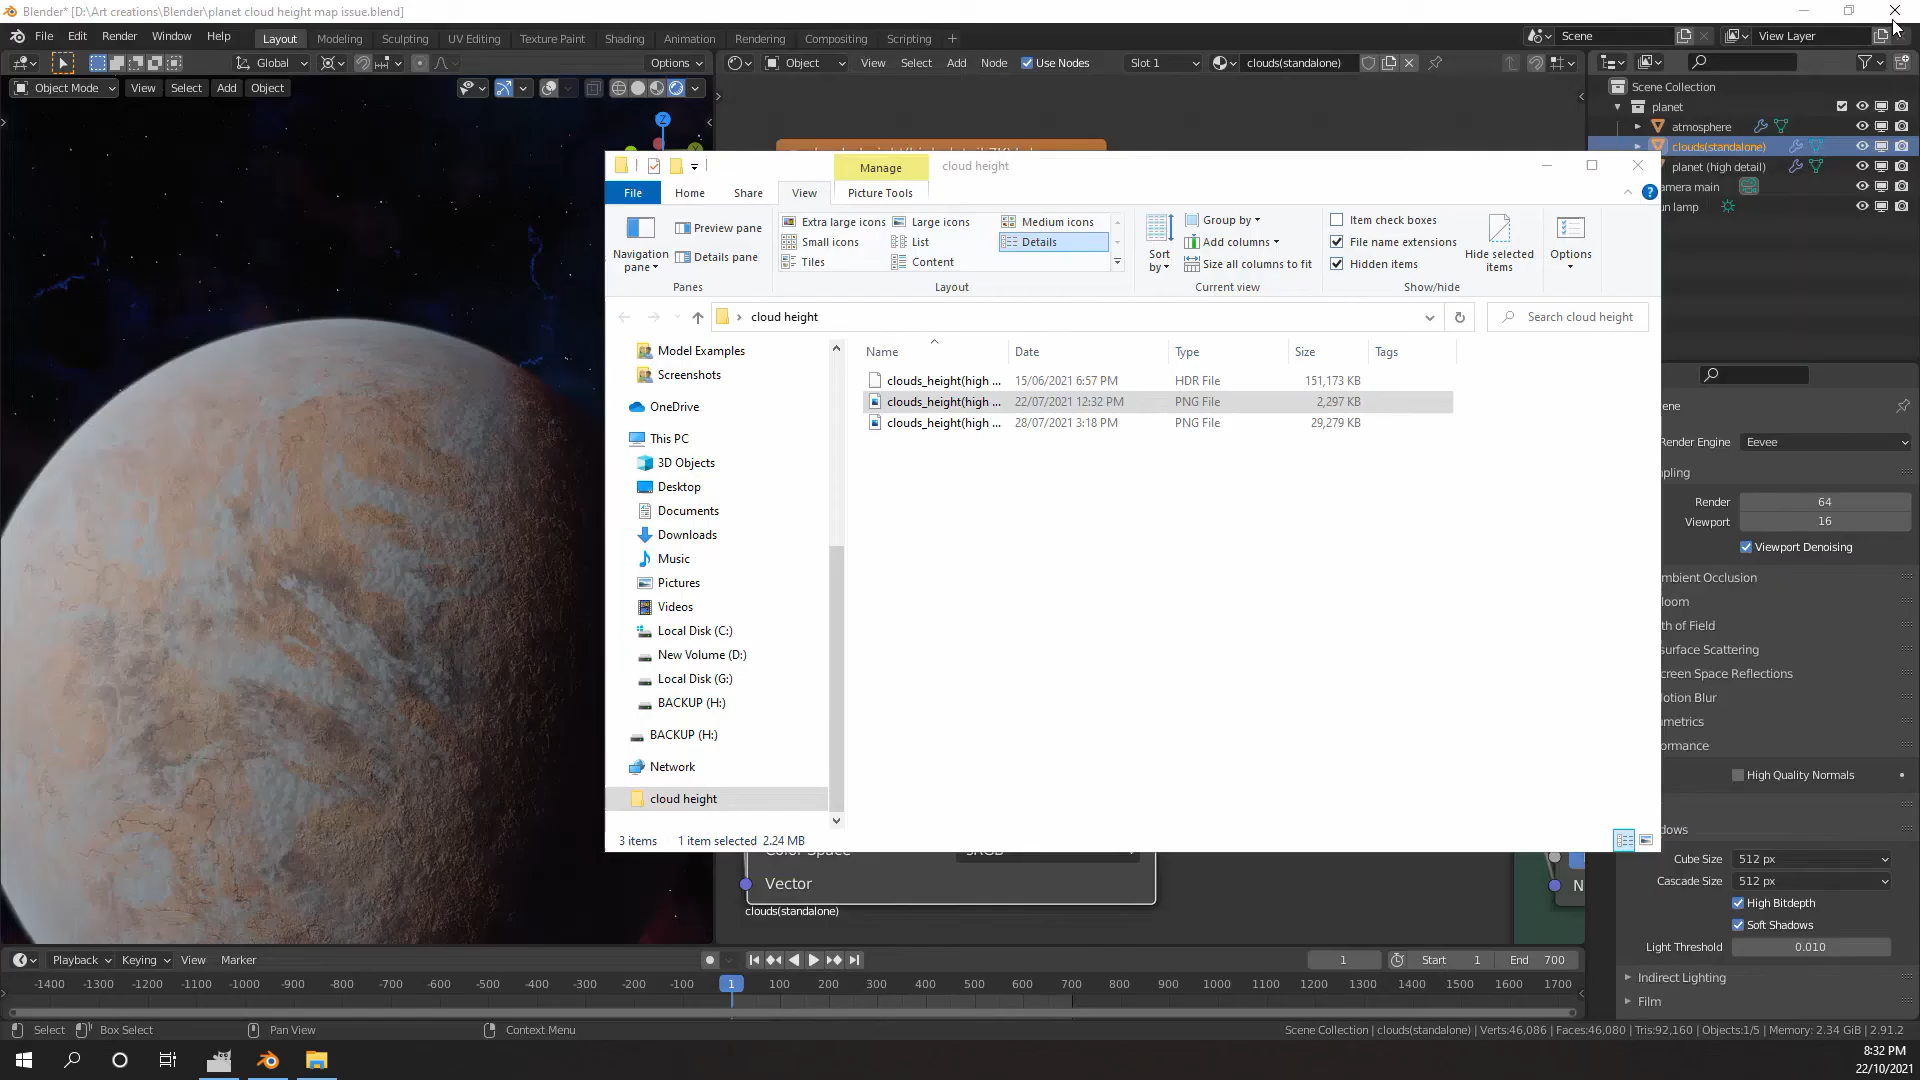 Blender* [D:\Art creations\Blender\planet cloud height map issue.blend]
File Edit Render Window Help Layout Modeling Sculpting UV Editing Texture Paint Shading Animation Rendering Compositing Scripting + Scene View Layer
Global Options Object View Select Add Node Use Nodes Slot 1 clouds(standalone)
Object Mode View Select Add Object
Scene Collection
planet
atmosphere
clouds(standalone)
planet (high detail)
amera main
un lamp
Z
Manage cloud height
File Home Share View Picture Tools
Navigation pane
Preview pane
Details pane
Panes
Extra large icons Large icons Medium icons
Small icons List Details
Tiles Content
Layout
Sort by
Group by
Add columns
Size all columns to fit
Current view
Item check boxes
File name extensions
Hidden items
Hide selected items
Show/hide
Options
cloud height
Search cloud height
Name Date Type Size Tags
clouds_height(high ... 15/06/2021 6:57 PM HDR File 151,173 KB
clouds_height(high ... 22/07/2021 12:32 PM PNG File 2,297 KB
clouds_height(high ... 28/07/2021 3:18 PM PNG File 29,279 KB
Model Examples
Screenshots
OneDrive
This PC
3D Objects
Desktop
Documents
Downloads
Music
Pictures
Videos
Local Disk (C:)
New Volume (D:)
Local Disk (G:)
BACKUP (H:)
BACKUP (H:)
Network
cloud height
3 items 1 item selected 2.24 MB
ene
Render Engine Eevee
pling
Render 64
Viewport 16
Viewport Denoising
mbient Occlusion
loom
th of Field
surface Scattering
creen Space Reflections
otion Blur
umetrics
ormance
High Quality Normals
dows
Cube Size 512 px
Cascade Size 512 px
High Bitdepth
Soft Shadows
Light Threshold 0.010
Indirect Lighting
Film
Vector
clouds(standalone)
N
Playback Keying View Marker 1 Start 1 End 700
-1400 -1300 -1200 -1100 -1000 -900 -800 -700 -600 -500 -400 -300 -200 -100 1 100 200 300 400 500 600 700 800 900 1000 1100 1200 1300 1400 1500 1600 1700
Select Box Select Pan View Context Menu Scene Collection | clouds(standalone) | Verts:46,086 | Faces:46,080 | Tris:92,160 | Objects:1/5 | Memory: 2.34 GiB | 2.91.2
8:32 PM
22/10/2021